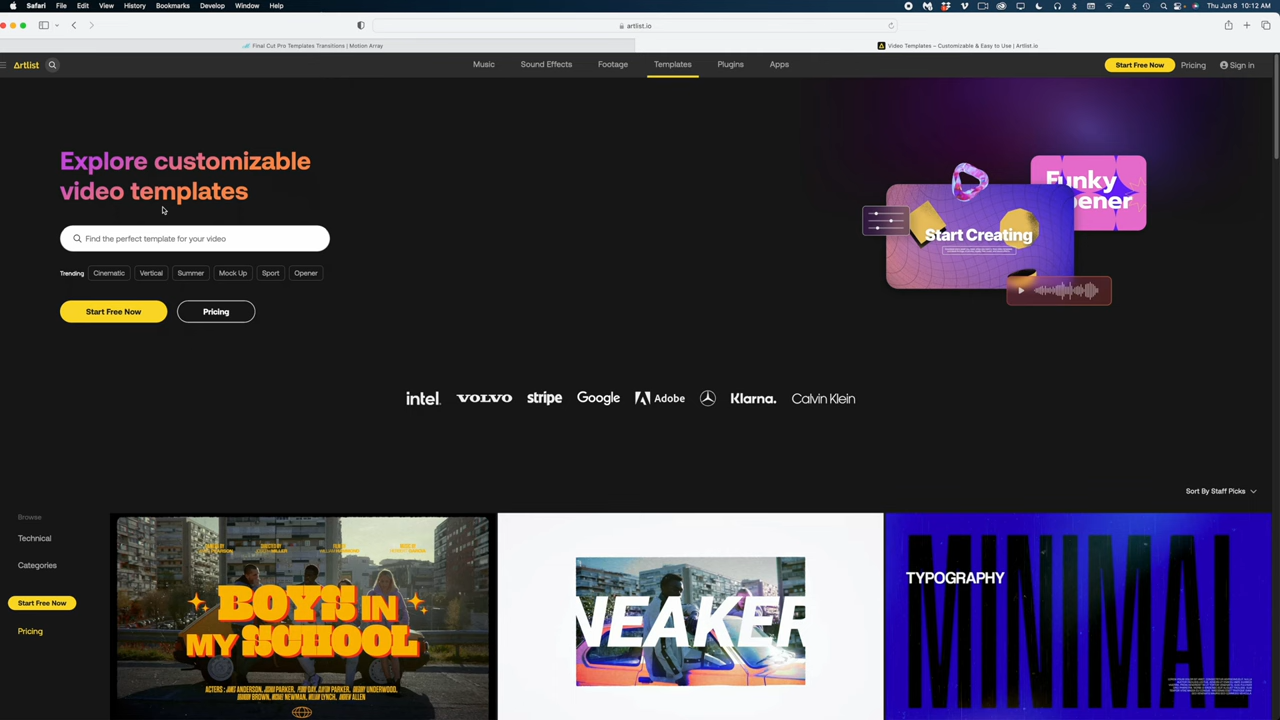 Safari File Edit View History Bookmarks Develop Window Help
Thu Jun 8 10:12 AM
artlist.io
Final Cut Pro Templates Transitions | Motion Array
Video Templates – Customizable & Easy to Use | Artlist.io
Artlist
Music Sound Effects Footage Templates Plugins Apps
Start Free Now Pricing Sign in
Explore customizable
video templates
Find the perfect template for your video
Trending Cinematic Vertical Summer Mock Up Sport Opener
Start Free Now Pricing
Funky
Opener
Start Creating
intel. VOLVO stripe Google Adobe Klarna. Calvin Klein
Sort By Staff Picks
Browse
Technical
Categories
Start Free Now
Pricing
BOYS IN
MY SCHOOL
NEAKER
TYPOGRAPHY
MINIMAL